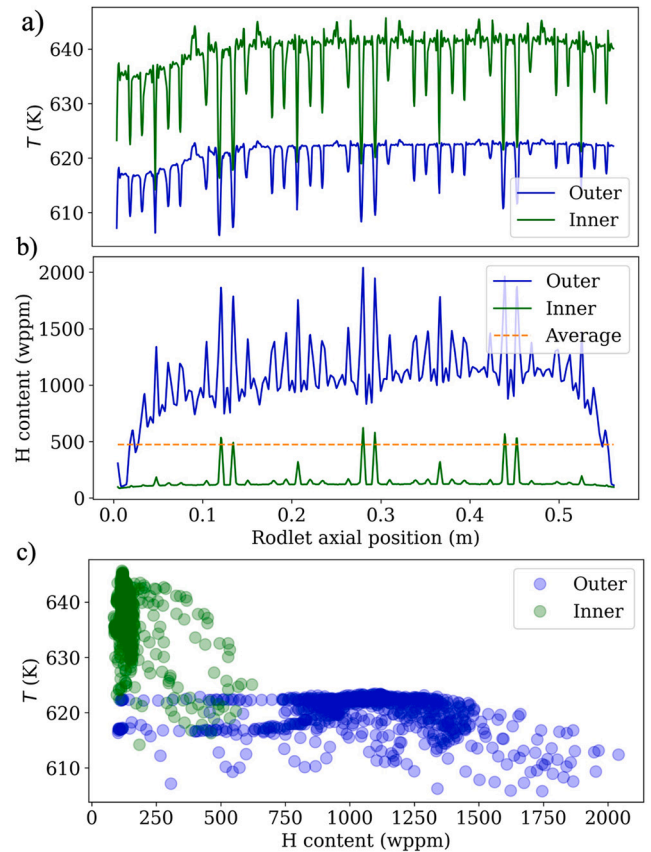 a)
640
630
620
610
T (K)
Outer
Inner
b)
2000
1500
1000
500
0
H content (wppm)
Outer
Inner
Average
0.0 0.1 0.2 0.3 0.4 0.5
Rodlet axial position (m)
c)
640
630
620
610
T (K)
Outer
Inner
0 250 500 750 1000 1250 1500 1750 2000
H content (wppm)